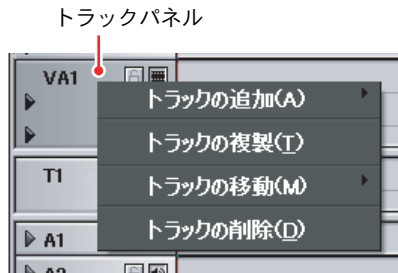 トラックパネル
VA1
トラックの追加(A)
トラックの複製(T)
トラックの移動(M)
T1
トラックの削除(D)
A1
A2